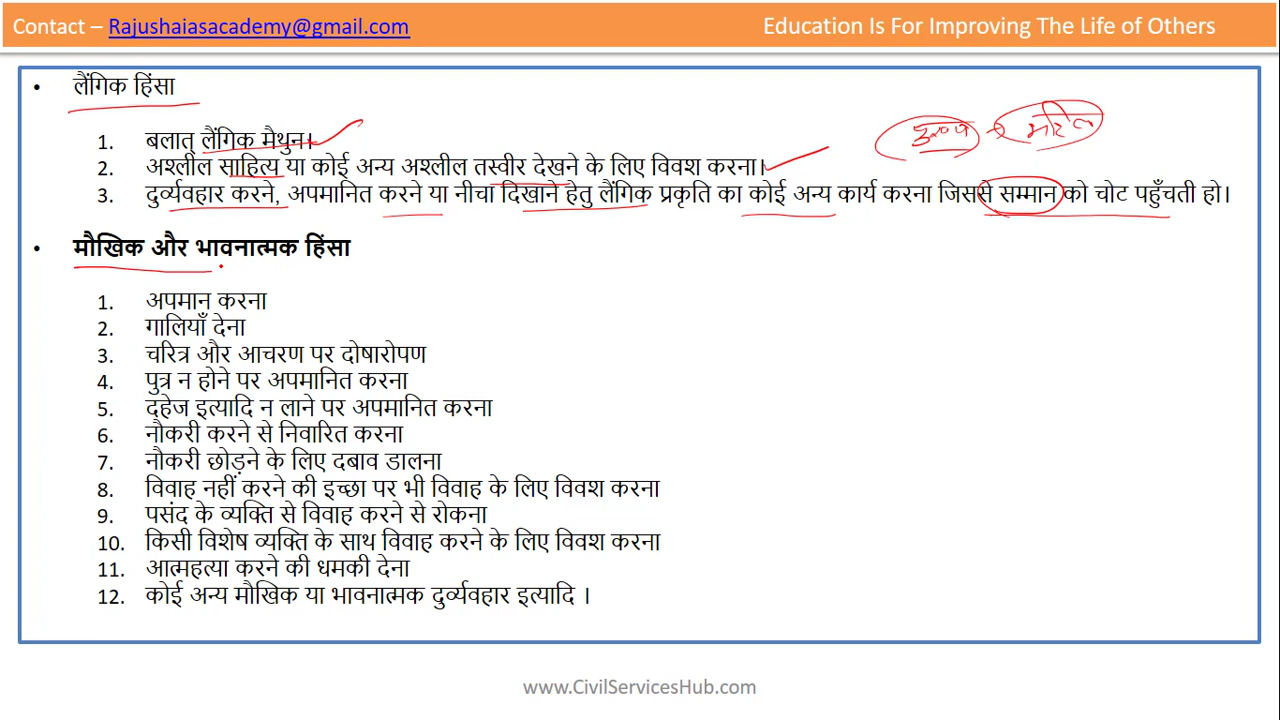 Contact – Rajushaiasacademy@gmail.com
Education Is For Improving The Life of Others
• लैंगिक हिंसा
1. बलात् लैंगिक मैथुन।
2. अश्लील साहित्य या कोई अन्य अश्लील तस्वीर देखने के लिए विवश करना।
3. दुर्व्यवहार करने, अपमानित करने या नीचा दिखाने हेतु लैंगिक प्रकृति का कोई अन्य कार्य करना जिससे सम्मान को चोट पहुँचती हो।
• मौखिक और भावनात्मक हिंसा
1. अपमान करना
2. गालियाँ देना
3. चरित्र और आचरण पर दोषारोपण
4. पुत्र न होने पर अपमानित करना
5. दहेज इत्यादि न लाने पर अपमानित करना
6. नौकरी करने से निवारित करना
7. नौकरी छोड़ने के लिए दबाव डालना
8. विवाह नहीं करने की इच्छा पर भी विवाह के लिए विवश करना
9. पसंद के व्यक्ति से विवाह करने से रोकना
10. किसी विशेष व्यक्ति के साथ विवाह करने के लिए विवश करना
11. आत्महत्या करने की धमकी देना
12. कोई अन्य मौखिक या भावनात्मक दुर्व्यवहार इत्यादि ।
www.CivilServicesHub.com